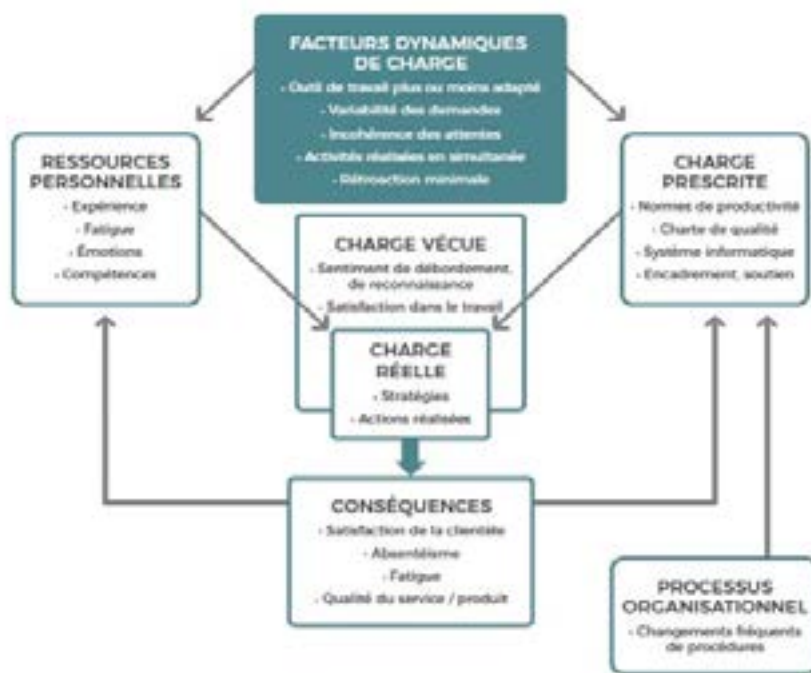 FACTEURS DYNAMIQUES
DE CHARGE
- Outil de travail plus ou moins adapté
- Variabilité des demandes
- Incohérence des attentes
- Activités réalisées en simultanée
- Rétroaction minimale
RESSOURCES
PERSONNELLES
- Expérience
- Fatigue
- Émotions
- Compétences
CHARGE
PRESCRITE
- Normes de productivité
- Charte de qualité
- Système informatique
- Encadrement, soutien
CHARGE VÉCUE
- Sentiment de débordement,
de reconnaissance
- Satisfaction dans le travail
CHARGE
RÉELLE
- Stratégies
- Actions réalisées
CONSÉQUENCES
- Satisfaction de la clientèle
- Absentéisme
- Fatigue
- Qualité du service / produit
PROCESSUS
ORGANISATIONNEL
- Changements fréquents
de procédures